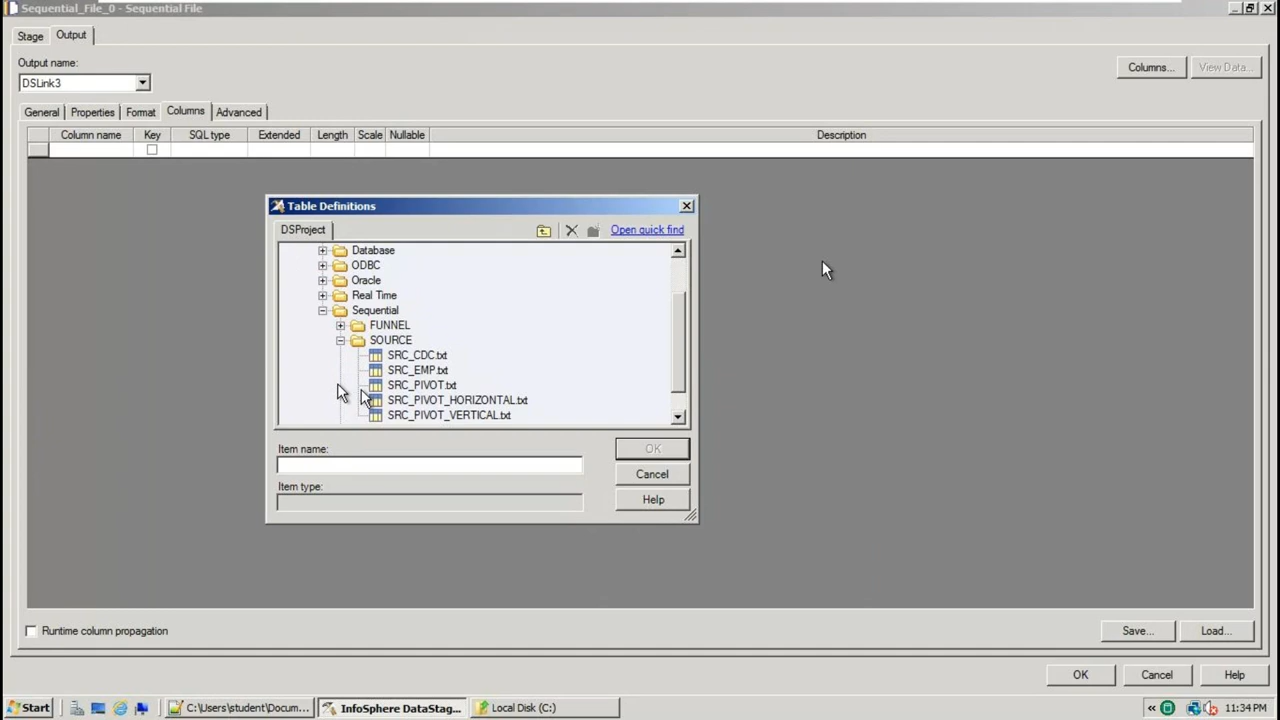 Sequential_File_0 - Sequential File
Stage Output
Output name:
DSLink3
Columns... View Data...
General Properties Format Columns Advanced
Column name Key SQL type Extended Length Scale Nullable Description
Table Definitions
DSProject
Open quick find
Database
ODBC
Oracle
Real Time
Sequential
FUNNEL
SOURCE
SRC_CDC.txt
SRC_EMP.txt
SRC_PIVOT.txt
SRC_PIVOT_HORIZONTAL.txt
SRC_PIVOT_VERTICAL.txt
Item name:
OK
Cancel
Item type:
Help
Runtime column propagation
Save... Load...
OK Cancel Help
Start C:\Users\student\Docum... InfoSphere DataStag... Local Disk (C:) « 11:34 PM